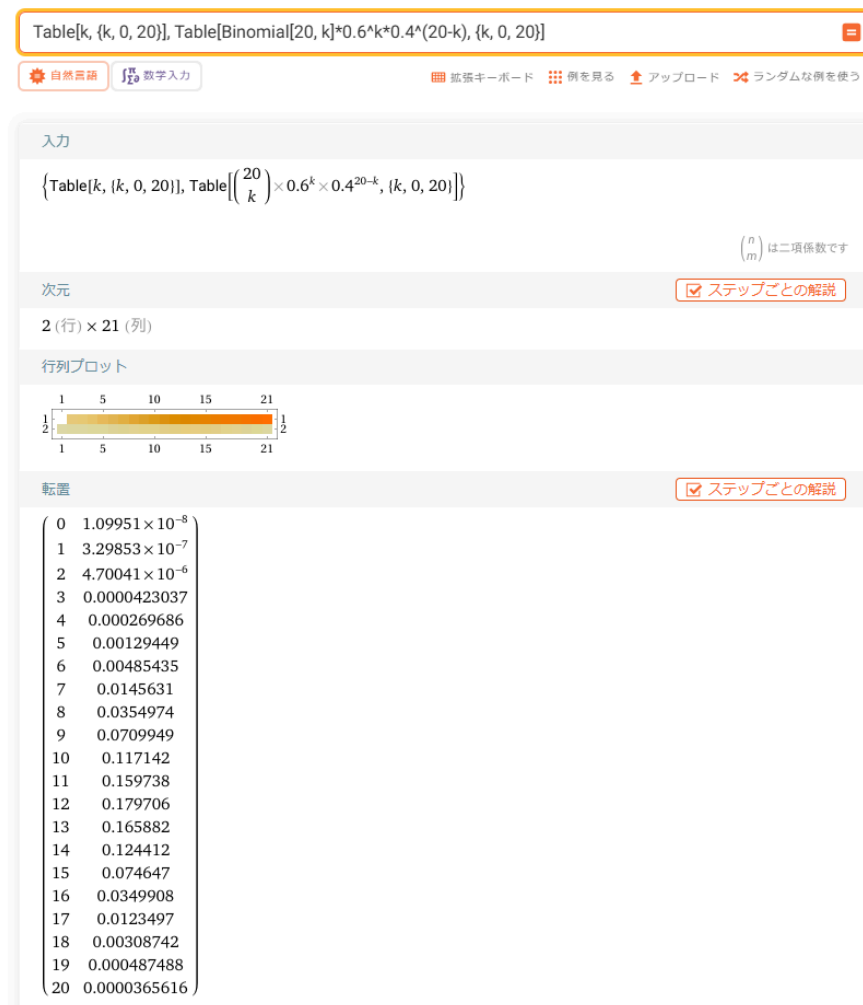 Table[k, {k, 0, 20}], Table[Binomial[20, k]*0.6^k*0.4^(20-k), {k, 0, 20}]
自然言語 数学入力 拡張キーボード 例を見る アップロード ランダムな例を使う
入力
{Table[k, {k, 0, 20}], Table[(20 k)×0.6^k×0.4^(20-k), {k, 0, 20}]}
(n m) は二項係数です
次元 ステップごとの解説
2 (行) × 21 (列)
行列プロット
1 5 10 15 21
1 1
2 2
1 5 10 15 21
転置 ステップごとの解説
0 1.09951×10^-8
1 3.29853×10^-7
2 4.70041×10^-6
3 0.0000423037
4 0.000269686
5 0.00129449
6 0.00485435
7 0.0145631
8 0.0354974
9 0.0709949
10 0.117142
11 0.159738
12 0.179706
13 0.165882
14 0.124412
15 0.074647
16 0.0349908
17 0.0123497
18 0.00308742
19 0.000487488
20 0.0000365616